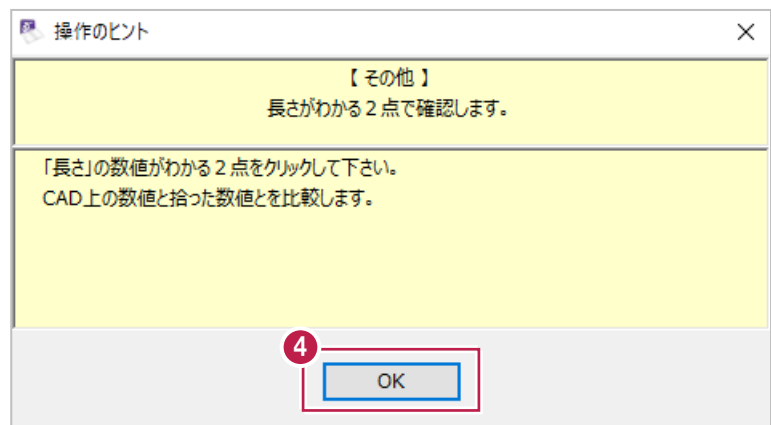 操作のヒント
【 その他 】
長さがわかる２点で確認します。
「長さ」の数値がわかる２点をクリックして下さい。
CAD上の数値と拾った数値とを比較します。
4
OK